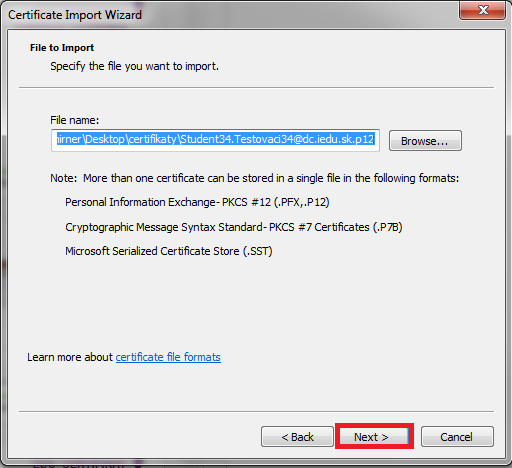 Certificate Import Wizard
File to Import
Specify the file you want to import.
File name:
\Desktop\certifikaty\Student34.Testovaci34@dc.iedu.sk.p12
Browse...
Note: More than one certificate can be stored in a single file in the following formats:
Personal Information Exchange- PKCS #12 (.PFX,.P12)
Cryptographic Message Syntax Standard- PKCS #7 Certificates (.P7B)
Microsoft Serialized Certificate Store (.SST)
Learn more about certificate file formats
< Back
Next >
Cancel